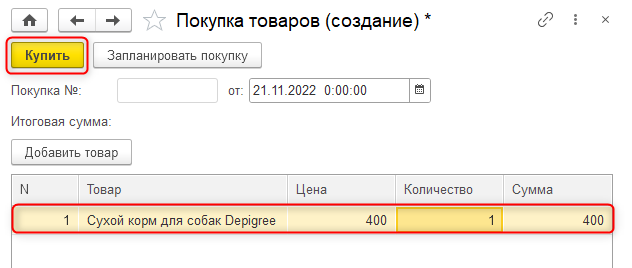 Покупка товаров (создание) *
Купить Запланировать покупку
Покупка №: от: 21.11.2022 0:00:00
Итоговая сумма:
Добавить товар
N Товар Цена Количество Сумма
1 Сухой корм для собак Depigree 400 1 400